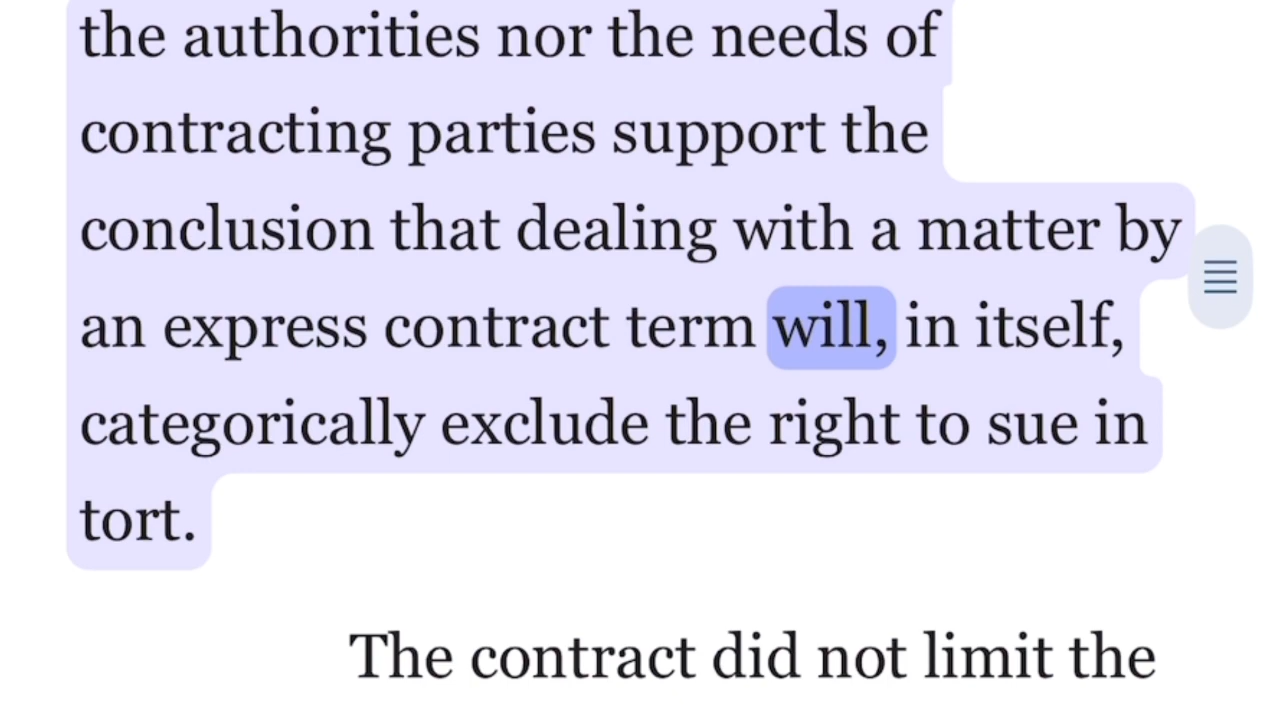 the authorities nor the needs of
contracting parties support the
conclusion that dealing with a matter by
an express contract term will, in itself,
categorically exclude the right to sue in
tort.
The contract did not limit the